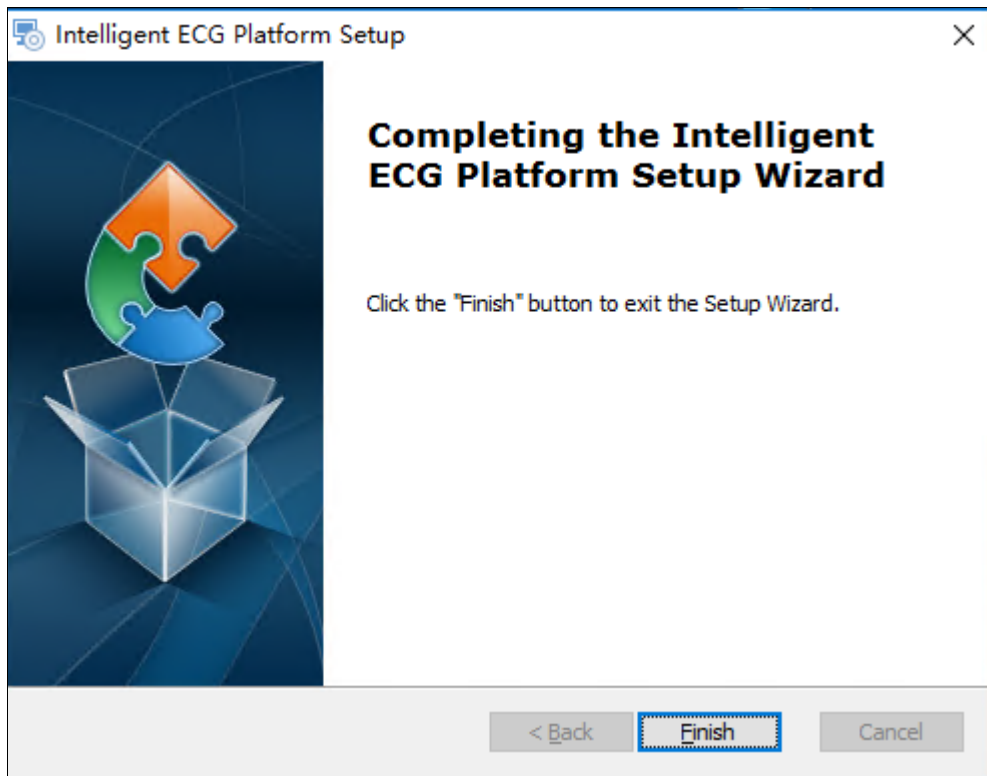 Intelligent ECG Platform Setup
Completing the Intelligent
ECG Platform Setup Wizard
Click the "Finish" button to exit the Setup Wizard.
< Back
Finish
Cancel